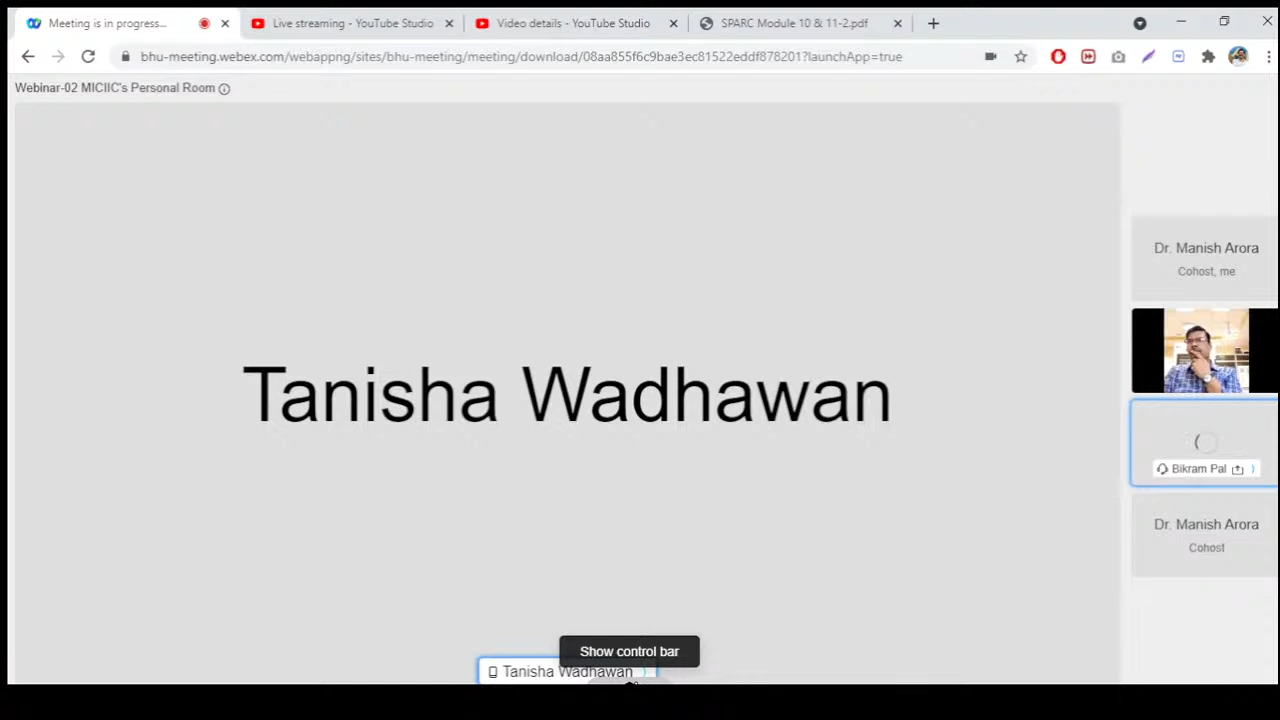 Meeting is in progress...
Live streaming - YouTube Studio
Video details - YouTube Studio
SPARC Module 10 & 11-2.pdf
bhu-meeting.webex.com/webappng/sites/bhu-meeting/meeting/download/08aa855f6c9bae3ec81522eddf878201?launchApp=true
Webinar-02 MICIIC's Personal Room
Dr. Manish Arora
Cohost, me
Tanisha Wadhawan
Bikram Pal
Dr. Manish Arora
Cohost
Show control bar
Tanisha Wadhawan